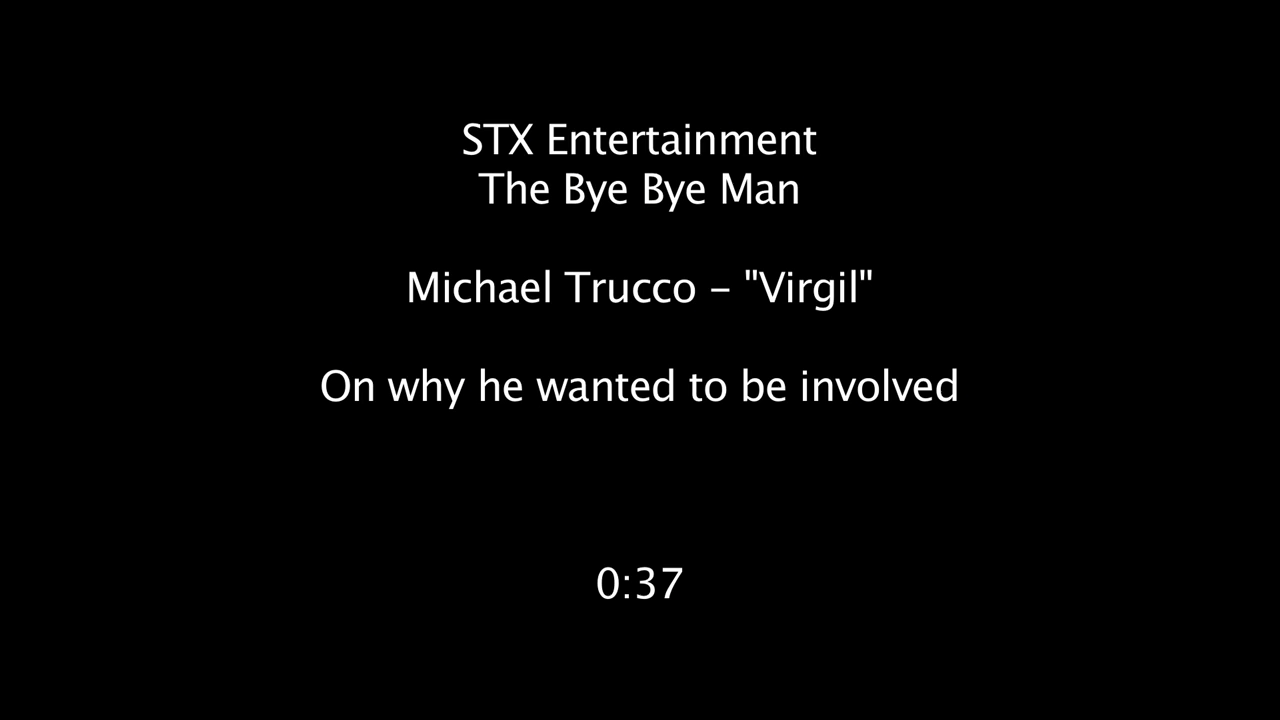 STX Entertainment
The Bye Bye Man
Michael Trucco – "Virgil"
On why he wanted to be involved
0:37